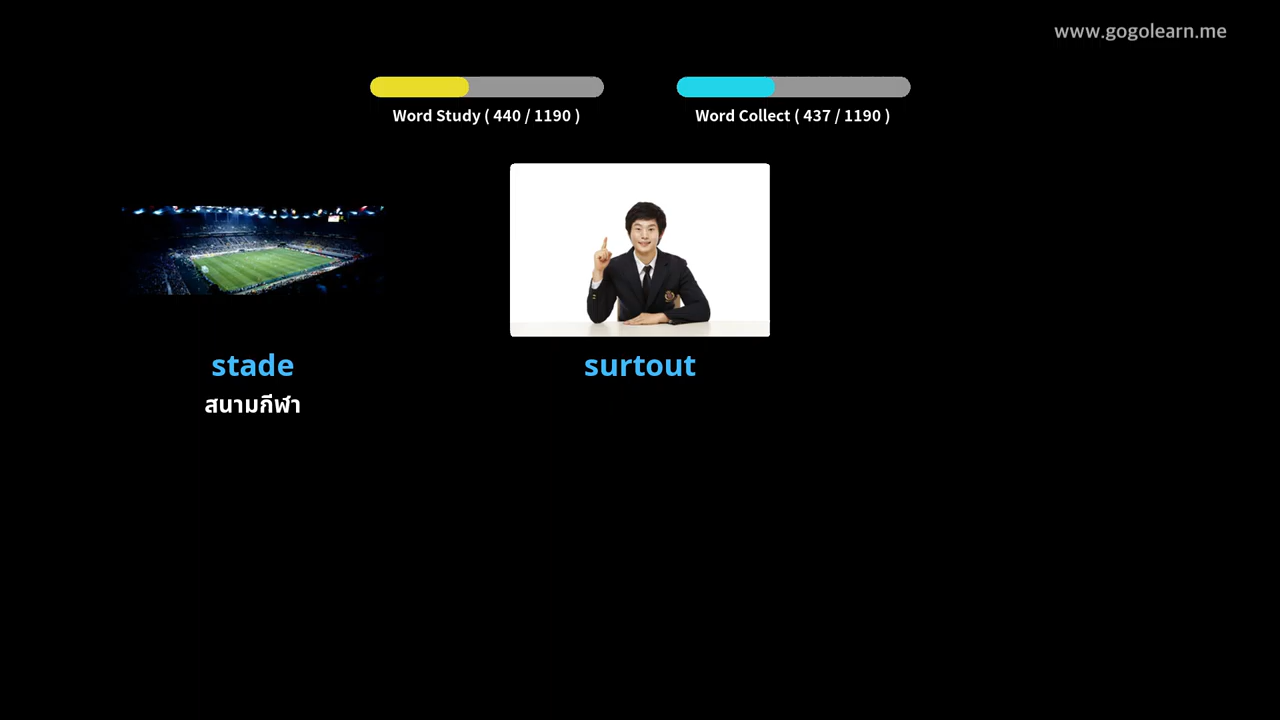 www.gogolearn.me
Word Study ( 440 / 1190 )
Word Collect ( 437 / 1190 )
stade
สนามกีฬา
surtout